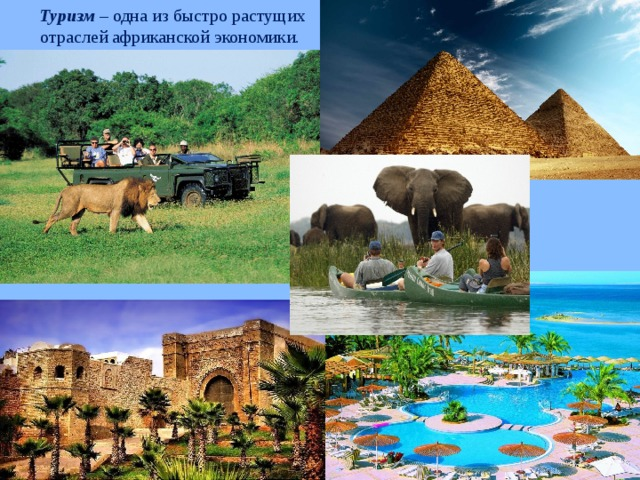 Туризм – одна из быстро растущих
отраслей африканской экономики.